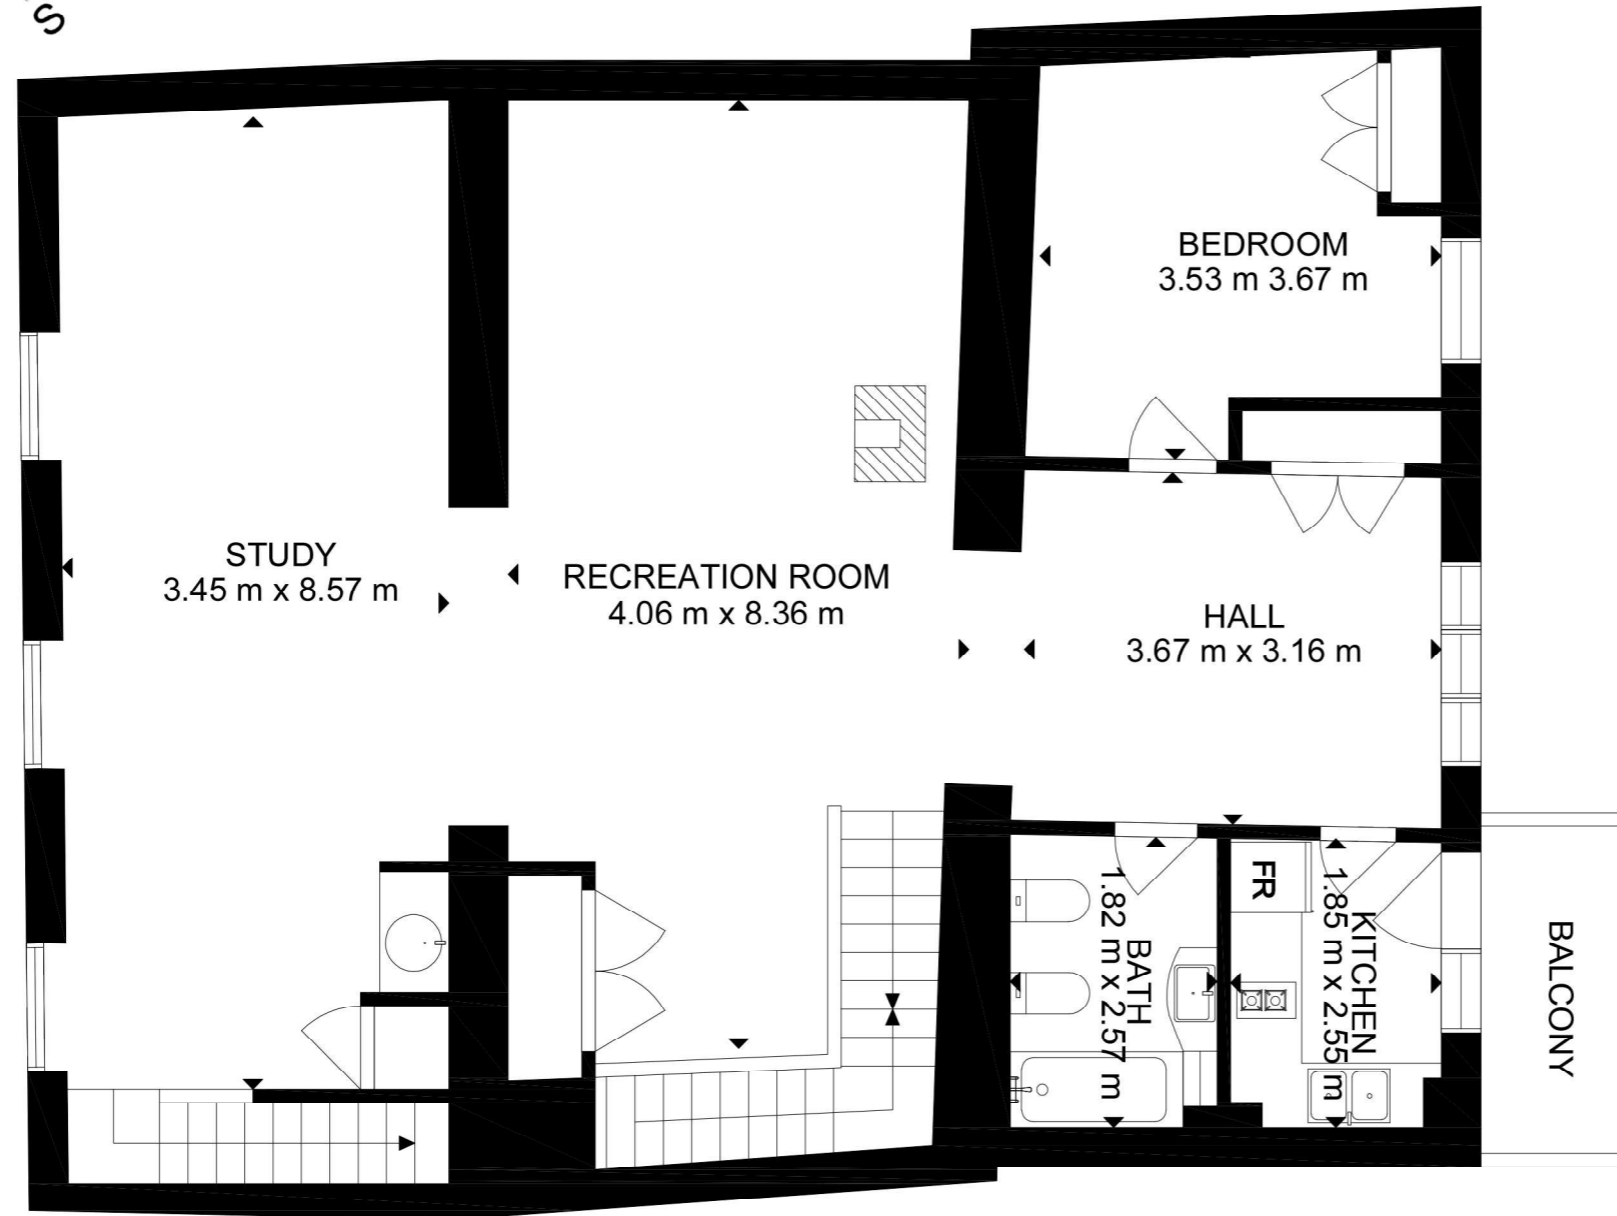 S
BEDROOM
3.53 m 3.67 m
STUDY
3.45 m x 8.57 m
RECREATION ROOM
4.06 m x 8.36 m
HALL
3.67 m x 3.16 m
FR
BATH
1.82 m x 2.57 m
KITCHEN
1.85 m x 2.55 m
BALCONY